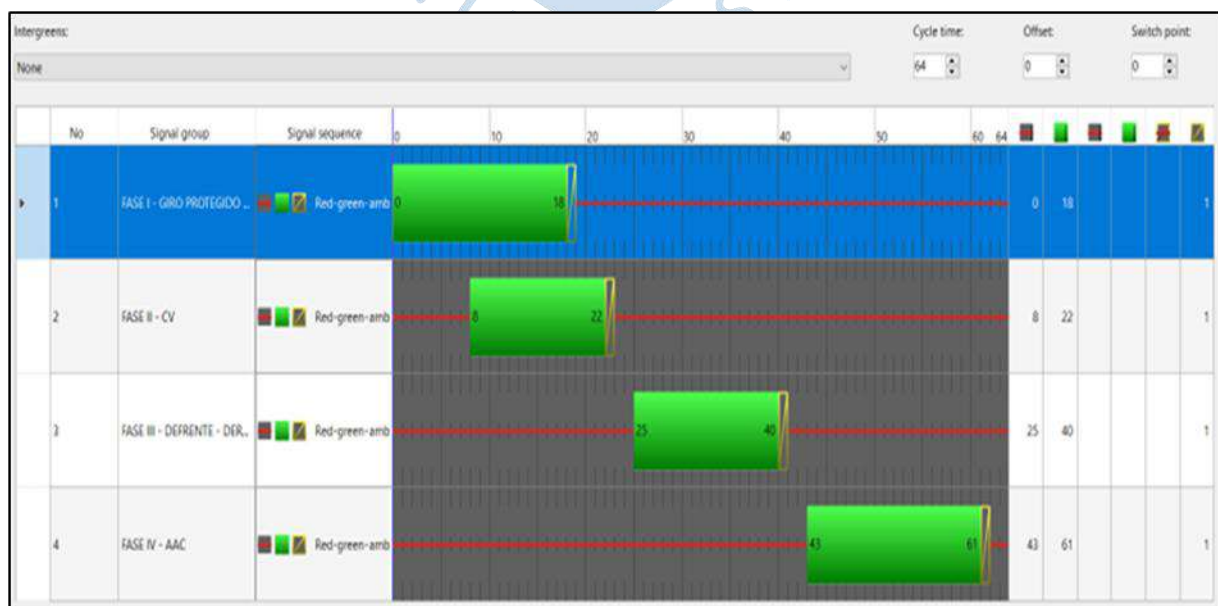 Intergreens: Cycle time: Offset: Switch point:
None 64 0 0
No Signal group Signal sequence 0 10 20 30 40 50 60 64
1 FASE I - GIRO PROTEGIDO ... Red-green-amb 0 18 0 18 1
2 FASE II - CV Red-green-amb 8 22 8 22 1
3 FASE III - DEFRENTE - DER... Red-green-amb 25 40 25 40 1
4 FASE IV - AAC Red-green-amb 43 61 43 61 1